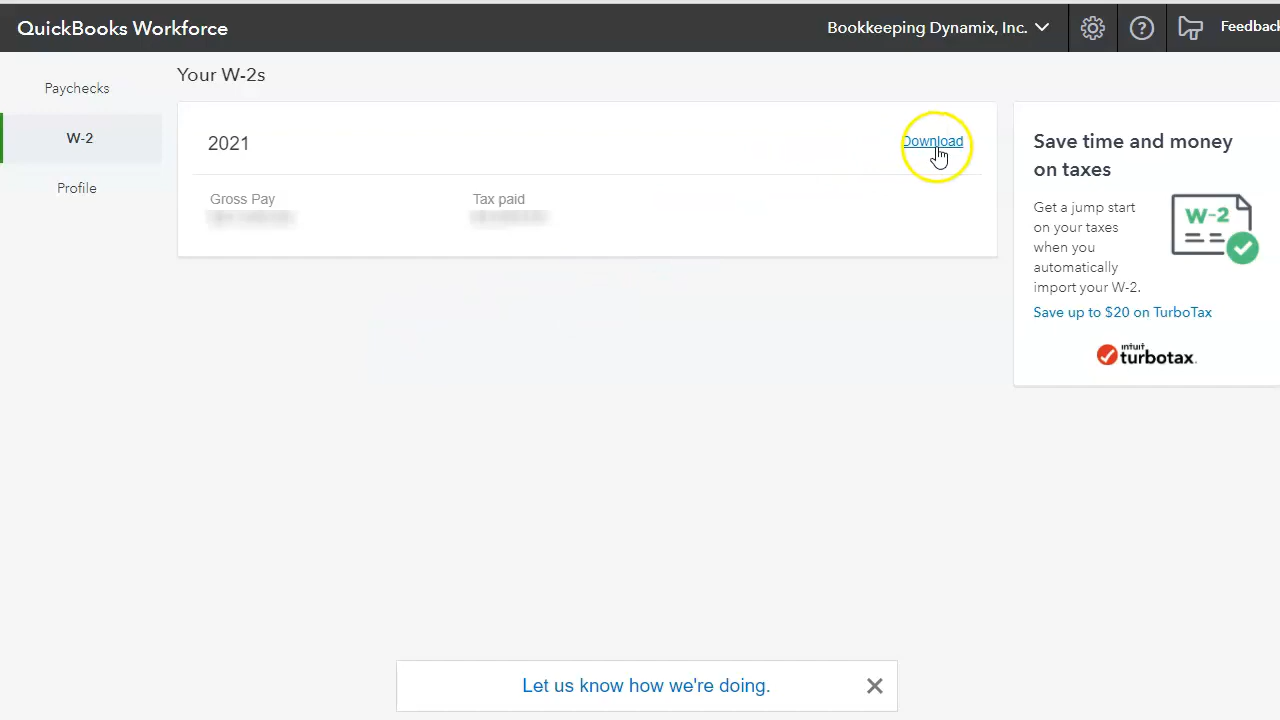 QuickBooks Workforce
Bookkeeping Dynamix, Inc.
Paychecks
W-2
Profile
Your W-2s
2021
Download
Gross Pay
Tax paid
Save time and money
on taxes
Get a jump start
on your taxes
when you
automatically
import your W-2.
W-2
Save up to $20 on TurboTax
intuit
turbotax.
Let us know how we're doing.